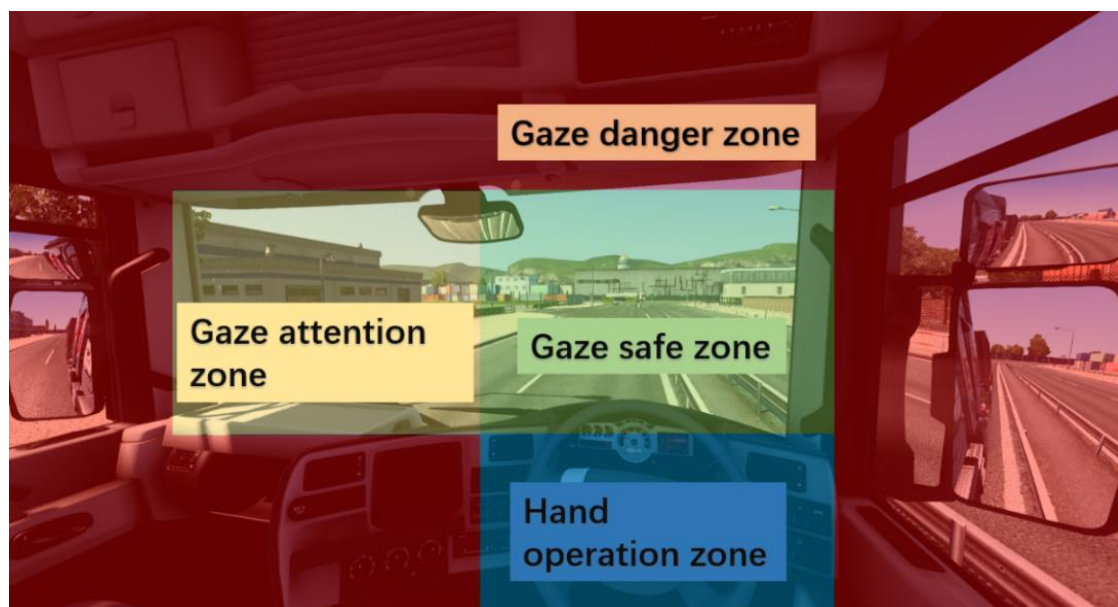 Gaze danger zone
Gaze attention
zone
Gaze safe zone
Hand
operation zone